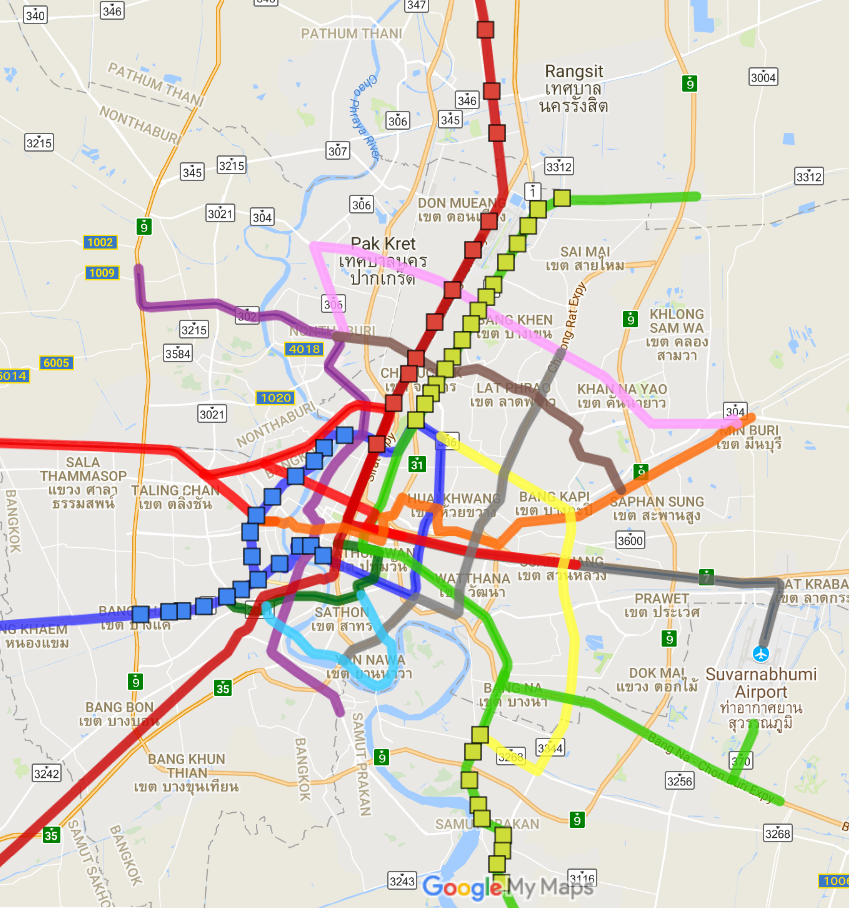 340
346
347
PATHUM THANI
Rangsit
เทศบาล
นครรังสิต
9
3004
PATHUM THANI
NONTHABURI
Chao Phraya River
346
345
306
3215
307
3215
345
3312
3312
1
306
3021
304
DON MUEANG
เขต ดอนเมือง
9
1002
1009
Pak Kret
เทศบาลนคร
ปากเกร็ด
SAI MAI
เขต สายไหม
306
302
3215
NONTHABURI
BANG KHEN
เขต บางเขน
9
KHLONG
SAM WA
เขต คลอง
สามวา
4018
3584
6005
6014
1020
3021
LAT PHRAO
เขต ลาดพร้าว
KHAN NA YAO
เขต คันนายาว
304
MIN BURI
เขต มีนบุรี
NONTHABURI
31
9
SALA
THAMMASOP
แขวง ศาลา
ธรรมสพน์
TALING CHAN
เขต ตลิ่งชัน
BANGKOK
HUAI KHWANG
เขต ห้วยขวาง
BANG KAPI
เขต บางกะปิ
SAPHAN SUNG
เขต สะพานสูง
3600
เขต ปทุมวัน
เขต สวนหลวง
WATTHANA
เขต วัฒนา
7
LAT KRABANG
PRAWET
เขต ประเวศ
SATHON
เขต สาทร
เขต บางแค
หนองแขม
9
YAN NAWA
เขต ยานนาวา
9
35
DOK MAI
แขวง ดอกไม้
Suvarnabhumi
Airport
ท่าอากาศยาน
สุวรรณภูมิ
BANG BON
เขต บางบอน
BANG NA
เขต บางนา
SAMUT PRAKAN
BANGKOK
Bang Na - Chon Buri Expy
370
3268
3344
3256
BANG KHUN
THIAN
เขต บางขุนเทียน
9
3242
35
BANGKOK
SAMUT SAKHON
SAMUT PRAKAN
9
3268
3243
3116
Google My Maps